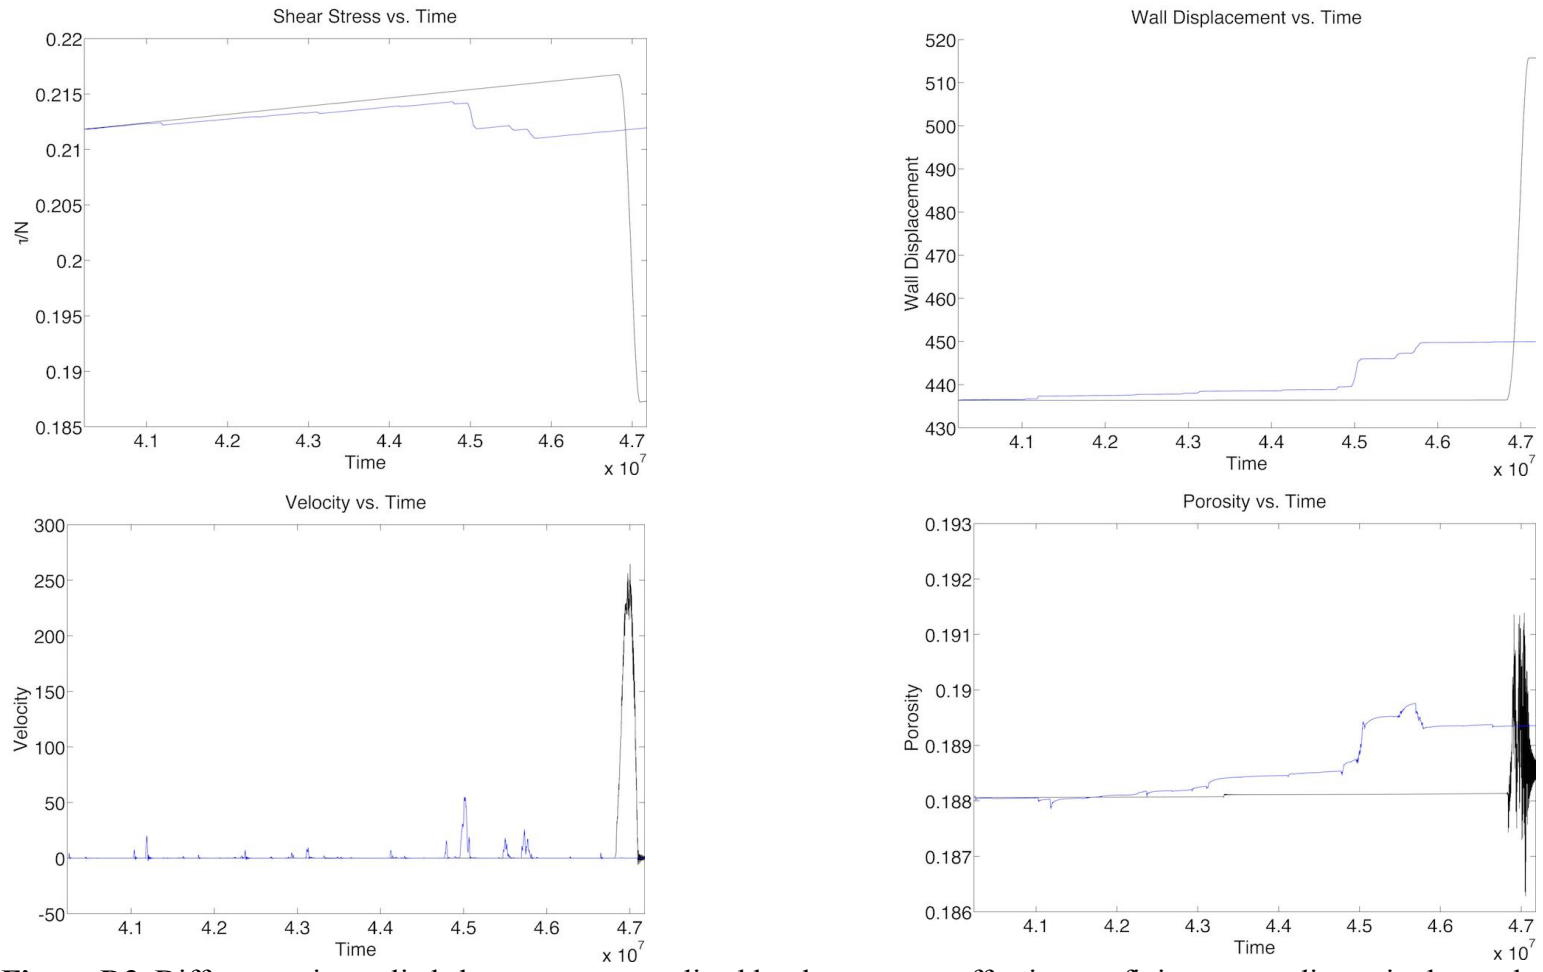 Shear Stress vs. Time
0.22
0.215
0.21
0.205
0.2
0.195
0.19
0.185
τ/N
4.1 4.2 4.3 4.4 4.5 4.6 4.7
Time
x 10^7
Wall Displacement vs. Time
520
510
500
490
480
470
460
450
440
430
Wall Displacement
4.1 4.2 4.3 4.4 4.5 4.6 4.7
Time
x 10^7
Velocity vs. Time
300
250
200
150
100
50
0
-50
Velocity
4.1 4.2 4.3 4.4 4.5 4.6 4.7
Time
x 10^7
Porosity vs. Time
0.193
0.192
0.191
0.19
0.189
0.188
0.187
0.186
Porosity
4.1 4.2 4.3 4.4 4.5 4.6 4.7
Time
x 10^7